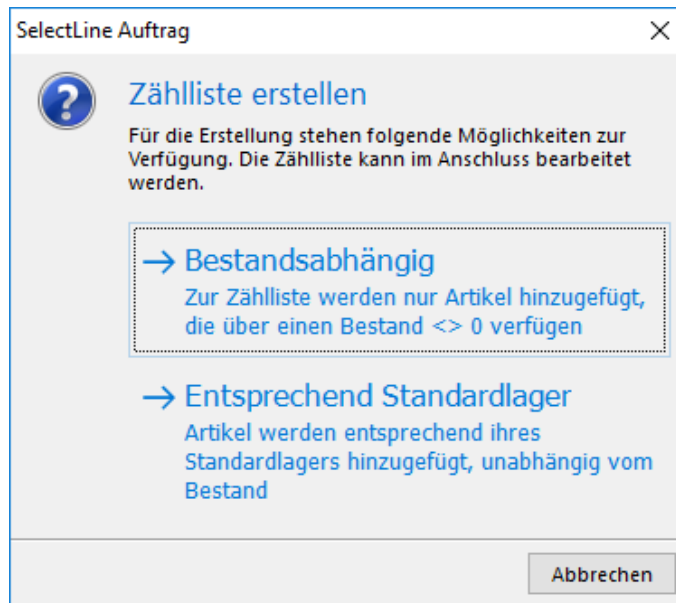 SelectLine Auftrag
Zählliste erstellen
Für die Erstellung stehen folgende Möglichkeiten zur
Verfügung. Die Zählliste kann im Anschluss bearbeitet
werden.
→ Bestandsabhängig
Zur Zählliste werden nur Artikel hinzugefügt,
die über einen Bestand <> 0 verfügen
→ Entsprechend Standardlager
Artikel werden entsprechend ihres
Standardlagers hinzugefügt, unabhängig vom
Bestand
Abbrechen